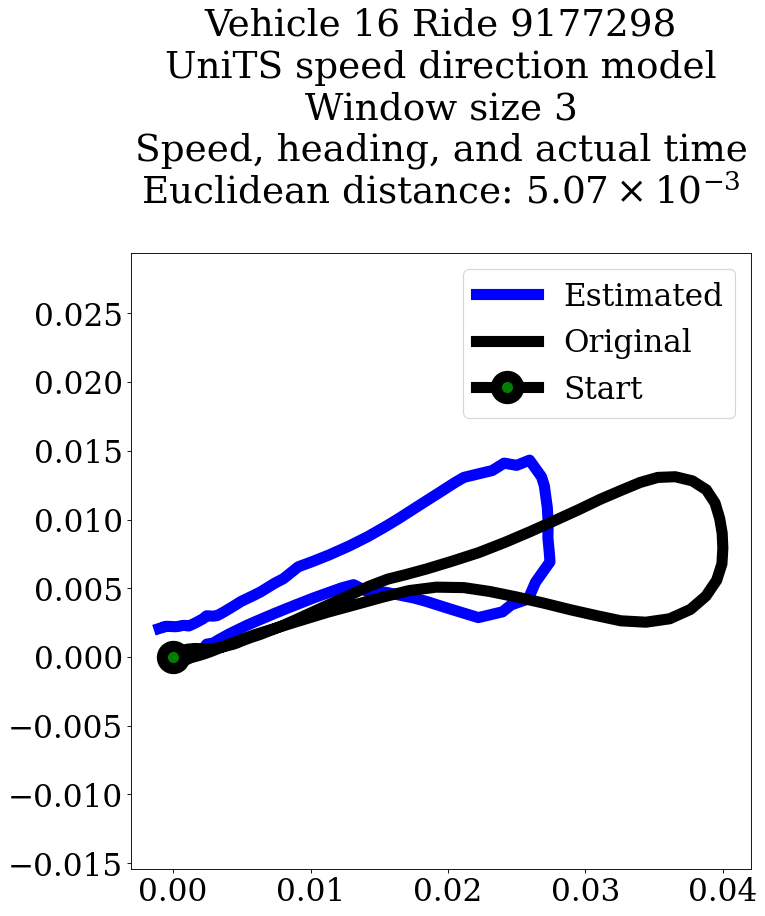 Vehicle 16 Ride 9177298
UniTS speed direction model
Window size 3
Speed, heading, and actual time
Euclidean distance: 5.07 × 10⁻³
Estimated
Original
Start
0.025
0.020
0.015
0.010
0.005
0.000
−0.005
−0.010
−0.015
0.00 0.01 0.02 0.03 0.04